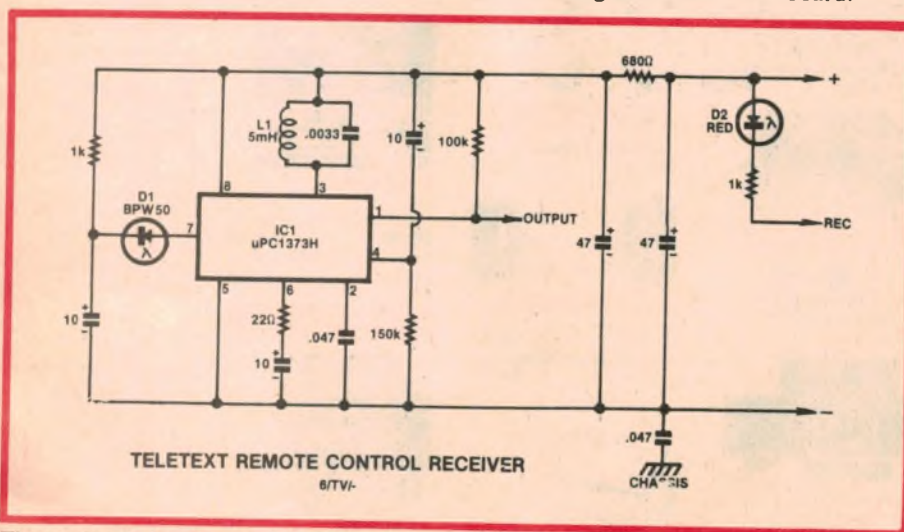 680Ω
+
L1
5mH
.0033
10
+
-
100k
D2
RED
λ
1k
D1
BPW50
λ
1k
8
3
7
IC1
uPC1373H
1
OUTPUT
4
REC
47
+
-
47
+
-
10
+
-
5
6
2
22Ω
10
+
-
.047
150k
-
.047
CHASSIS
TELETEXT REMOTE CONTROL RECEIVER
6/TV/-